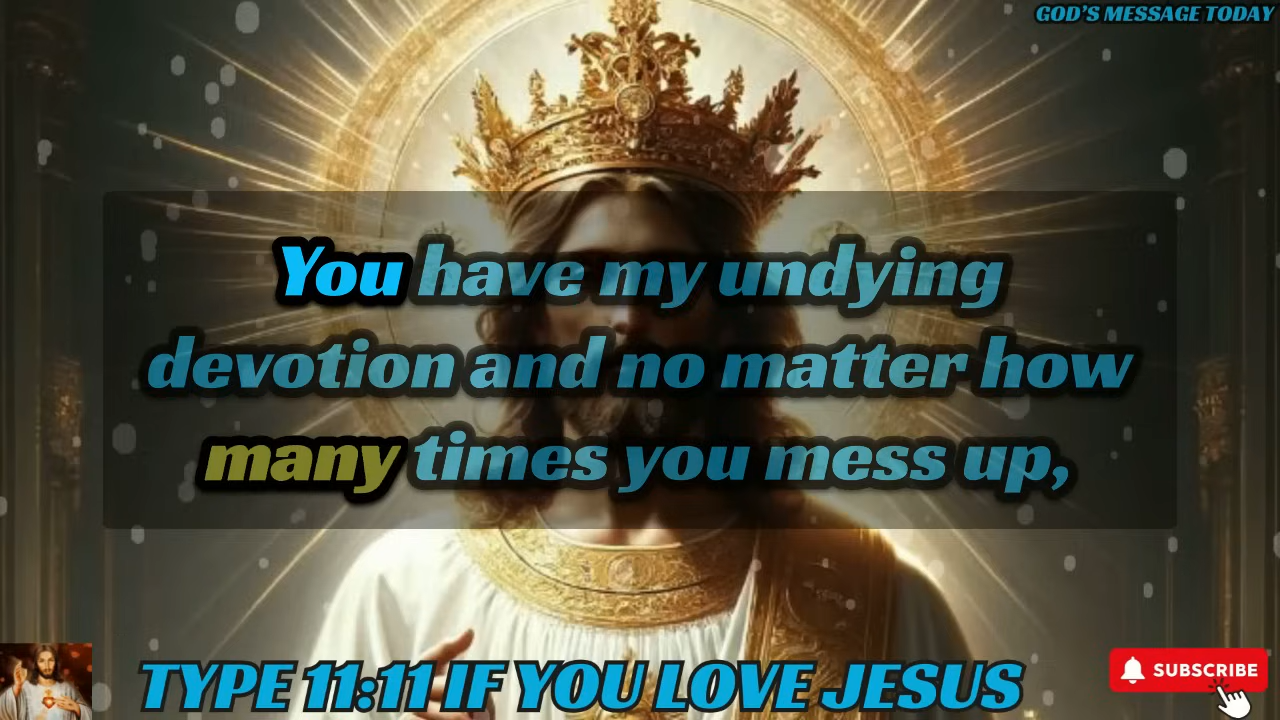 GOD'S MESSAGE TODAY
You have my undying
devotion and no matter how
many times you mess up,
TYPE 11:11 IF YOU LOVE JESUS
SUBSCRIBE